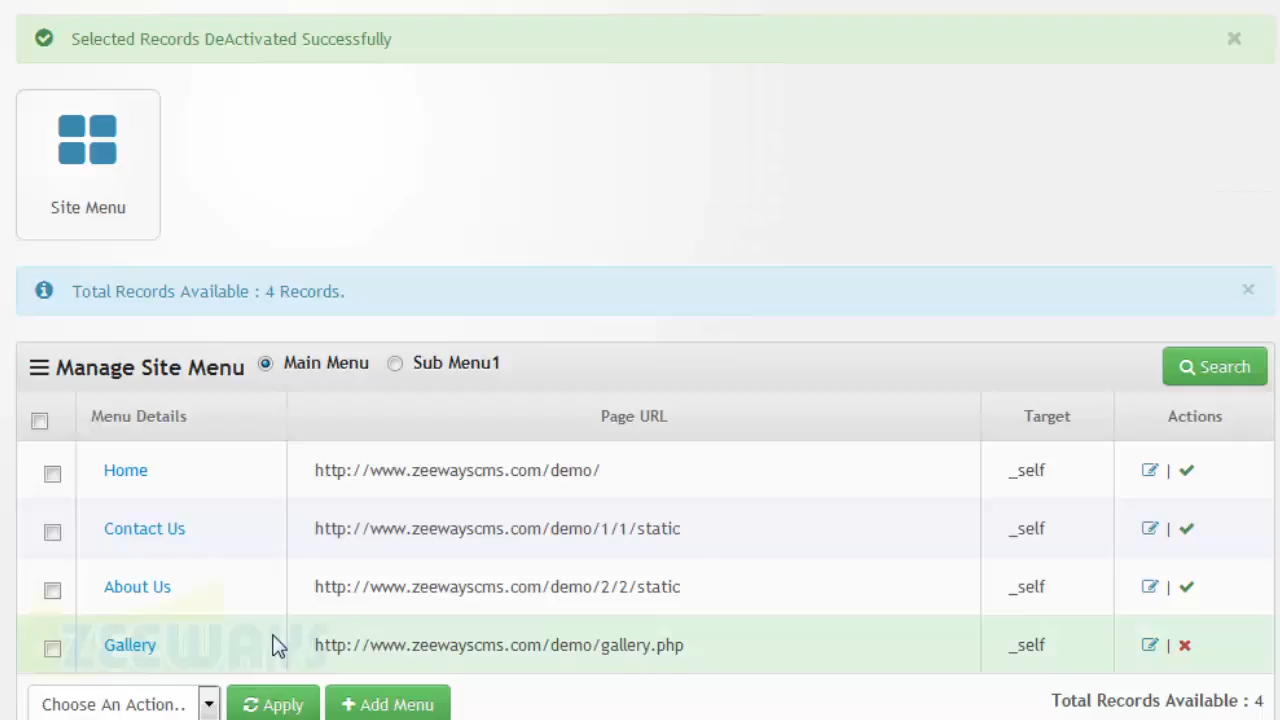 Selected Records DeActivated Successfully
Site Menu
Total Records Available : 4 Records.
Manage Site Menu Main Menu Sub Menu1 Search
Menu Details Page URL Target Actions
Home http://www.zeewayscms.com/demo/ _self |
Contact Us http://www.zeewayscms.com/demo/1/1/static _self |
About Us http://www.zeewayscms.com/demo/2/2/static _self |
Gallery http://www.zeewayscms.com/demo/gallery.php _self |
ZEEWAYS
Choose An Action.. Apply Add Menu Total Records Available : 4